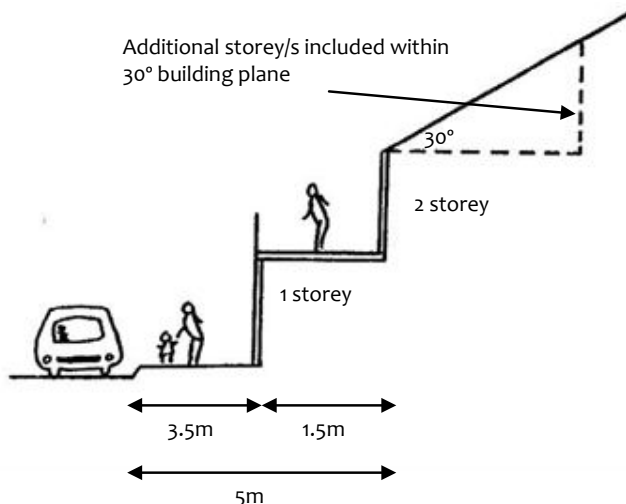 Additional storey/s included within
30° building plane
30°
2 storey
1 storey
3.5m
1.5m
5m